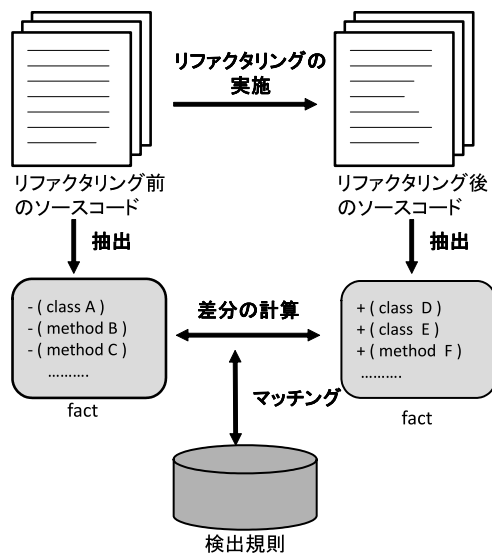 リファクタリングの
実施
リファクタリング前
のソースコード
リファクタリング後
のソースコード
抽出
抽出
- ( class A )
- ( method B )
- ( method C )
..........
fact
差分の計算
+ ( class D )
+ ( class E )
+ ( method F )
..........
fact
マッチング
検出規則